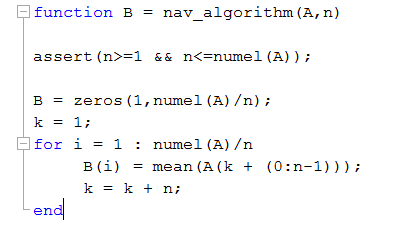 function B = nav_algorithm(A,n)
assert(n>=1 && n<=numel(A));
B = zeros(1,numel(A)/n);
k = 1;
for i = 1 : numel(A)/n
B(i) = mean(A(k + (0:n-1)));
k = k + n;
end